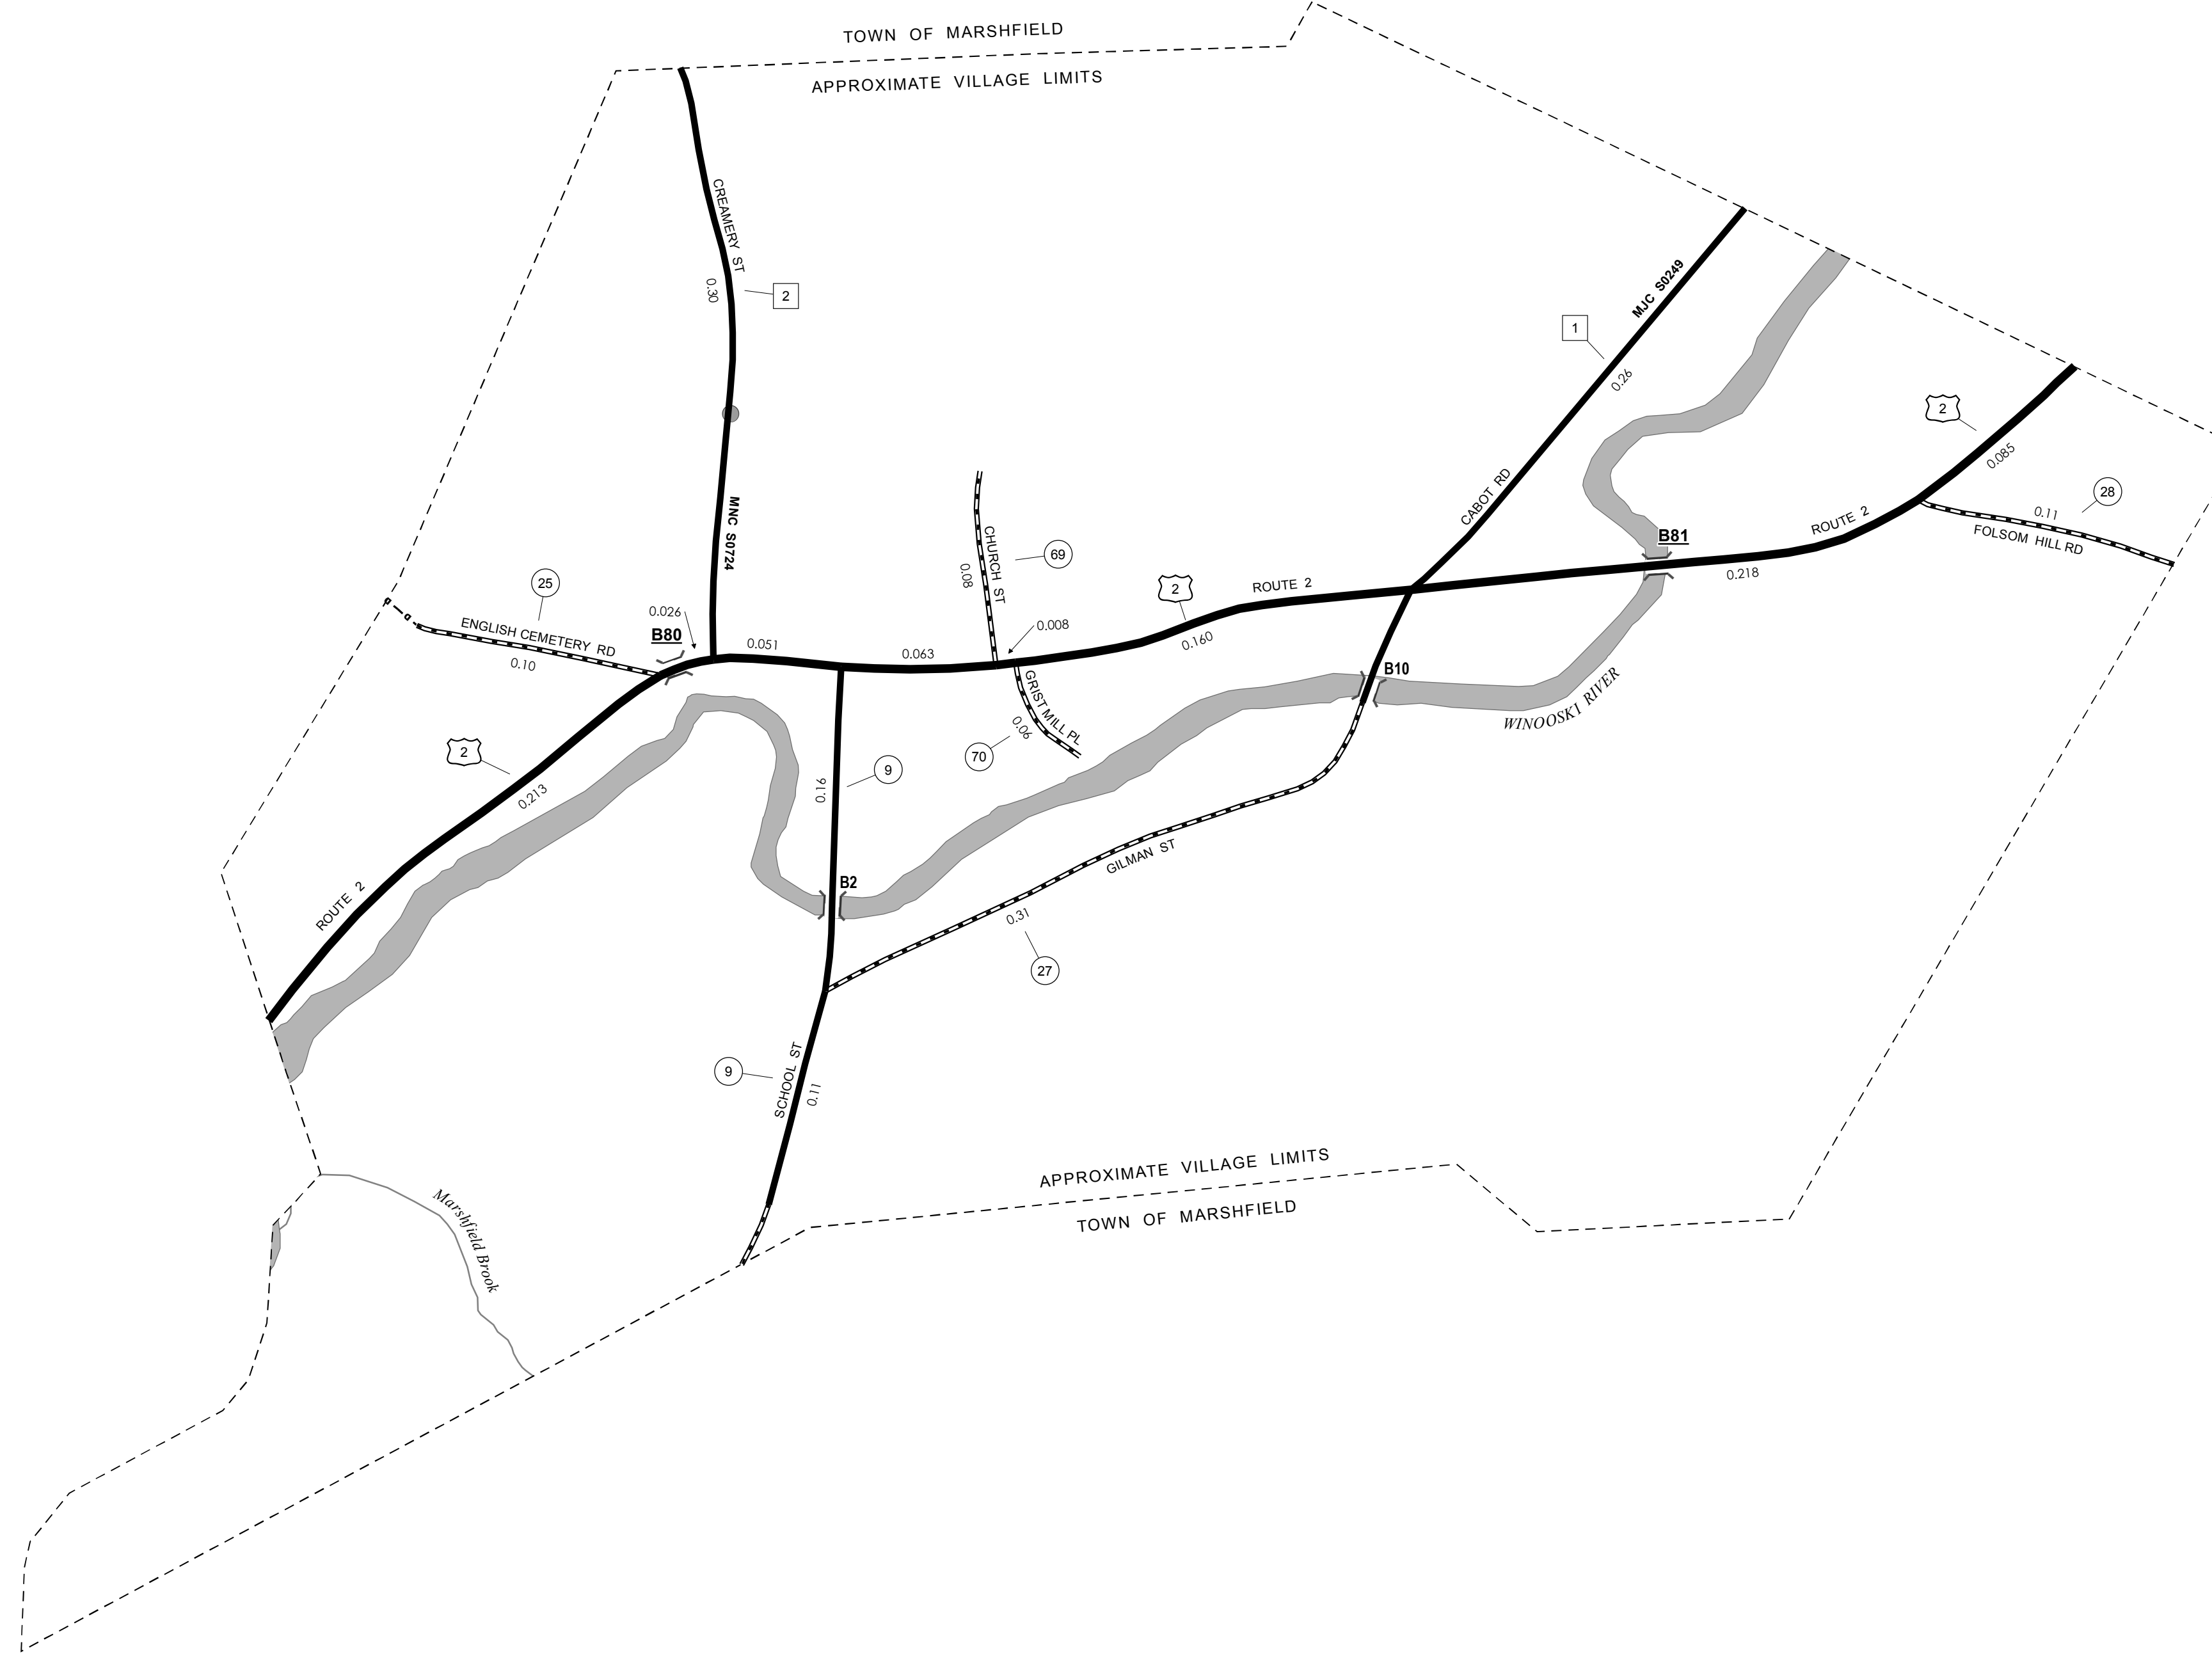 TOWN OF MARSHFIELD
APPROXIMATE VILLAGE LIMITS
CREAMERY ST
0.30
2
MJC S0249
1
0.26
2
0.085
CABOT RD
MNC S0724
28
0.11
FOLSOM HILL RD
ROUTE 2
B81
0.218
CHURCH ST
69
0.08
25
ENGLISH CEMETERY RD
0.10
0.026
B80
0.051
0.063
0.008
2
ROUTE 2
0.160
B10
WINOOSKI RIVER
GRIST MILL PL
0.06
70
2
0.213
9
0.16
ROUTE 2
B2
GILMAN ST
0.31
27
9
SCHOOL ST
0.11
APPROXIMATE VILLAGE LIMITS
TOWN OF MARSHFIELD
Marshfield Brook